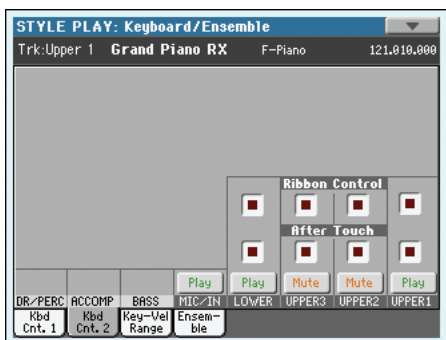 STYLE PLAY: Keyboard/Ensemble
Trk:Upper 1 Grand Piano RX F-Piano 121.010.000
Ribbon Control
After Touch
Play Play Mute Mute Play
DR/PERC ACCOMP BASS MIC/IN LOWER UPPER3 UPPER2 UPPER1
Kbd Cnt. 1 Kbd Cnt. 2 Key-Vel Range Ensem-ble